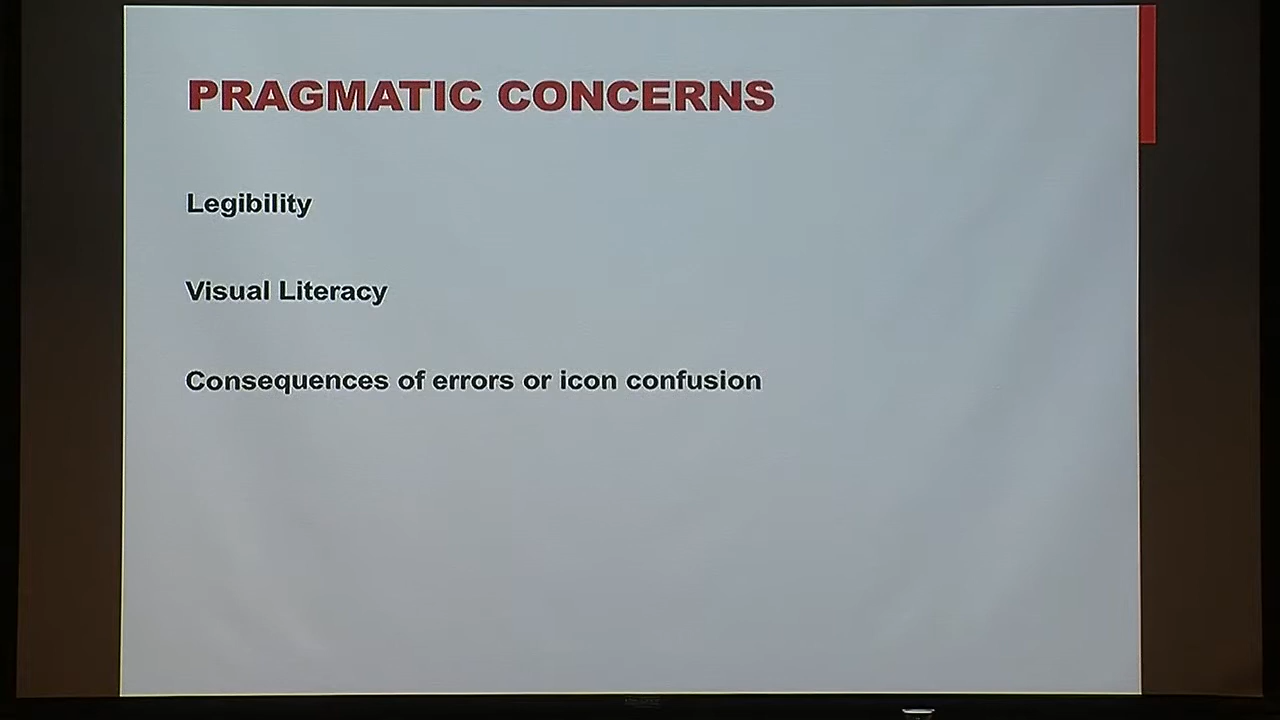 PRAGMATIC CONCERNS
Legibility
Visual Literacy
Consequences of errors or icon confusion